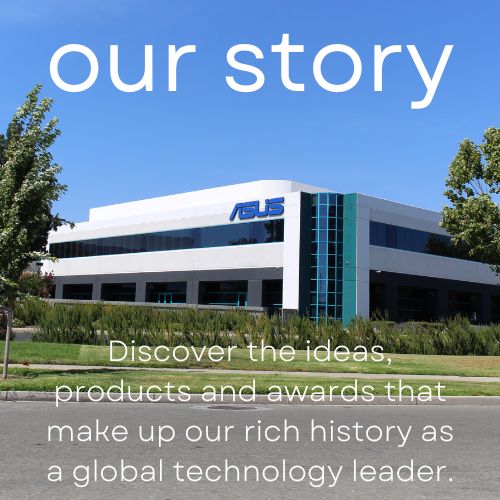 our story
ASUS
Discover the ideas,
products and awards that
make up our rich history as
a global technology leader.